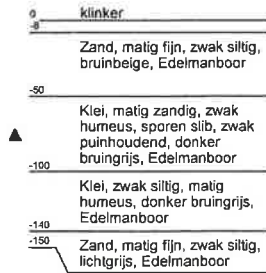 0 klinker
-8
Zand, matig fijn, zwak siltig,
bruinbeige, Edelmanboor
-50
Klei, matig zandig, zwak
humeus, sporen slib, zwak
puinhoudend, donker
bruingrijs, Edelmanboor
-100
Klei, zwak siltig, matig
humeus, donker bruingrijs,
Edelmanboor
-140
-150
Zand, matig fijn, zwak siltig,
lichtgrijs, Edelmanboor